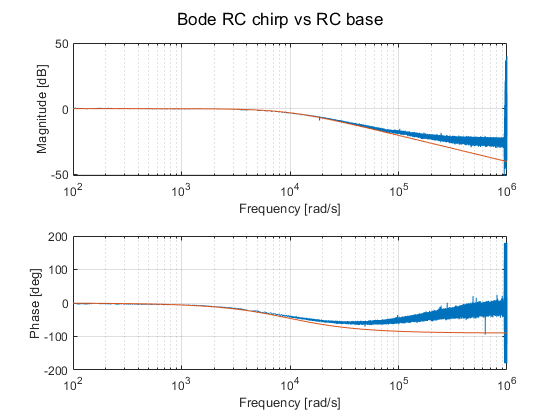 Bode RC chirp vs RC base
50
0
-50
Magnitude [dB]
10^2 10^3 10^4 10^5 10^6
Frequency [rad/s]
200
100
0
-100
-200
Phase [deg]
10^2 10^3 10^4 10^5 10^6
Frequency [rad/s]